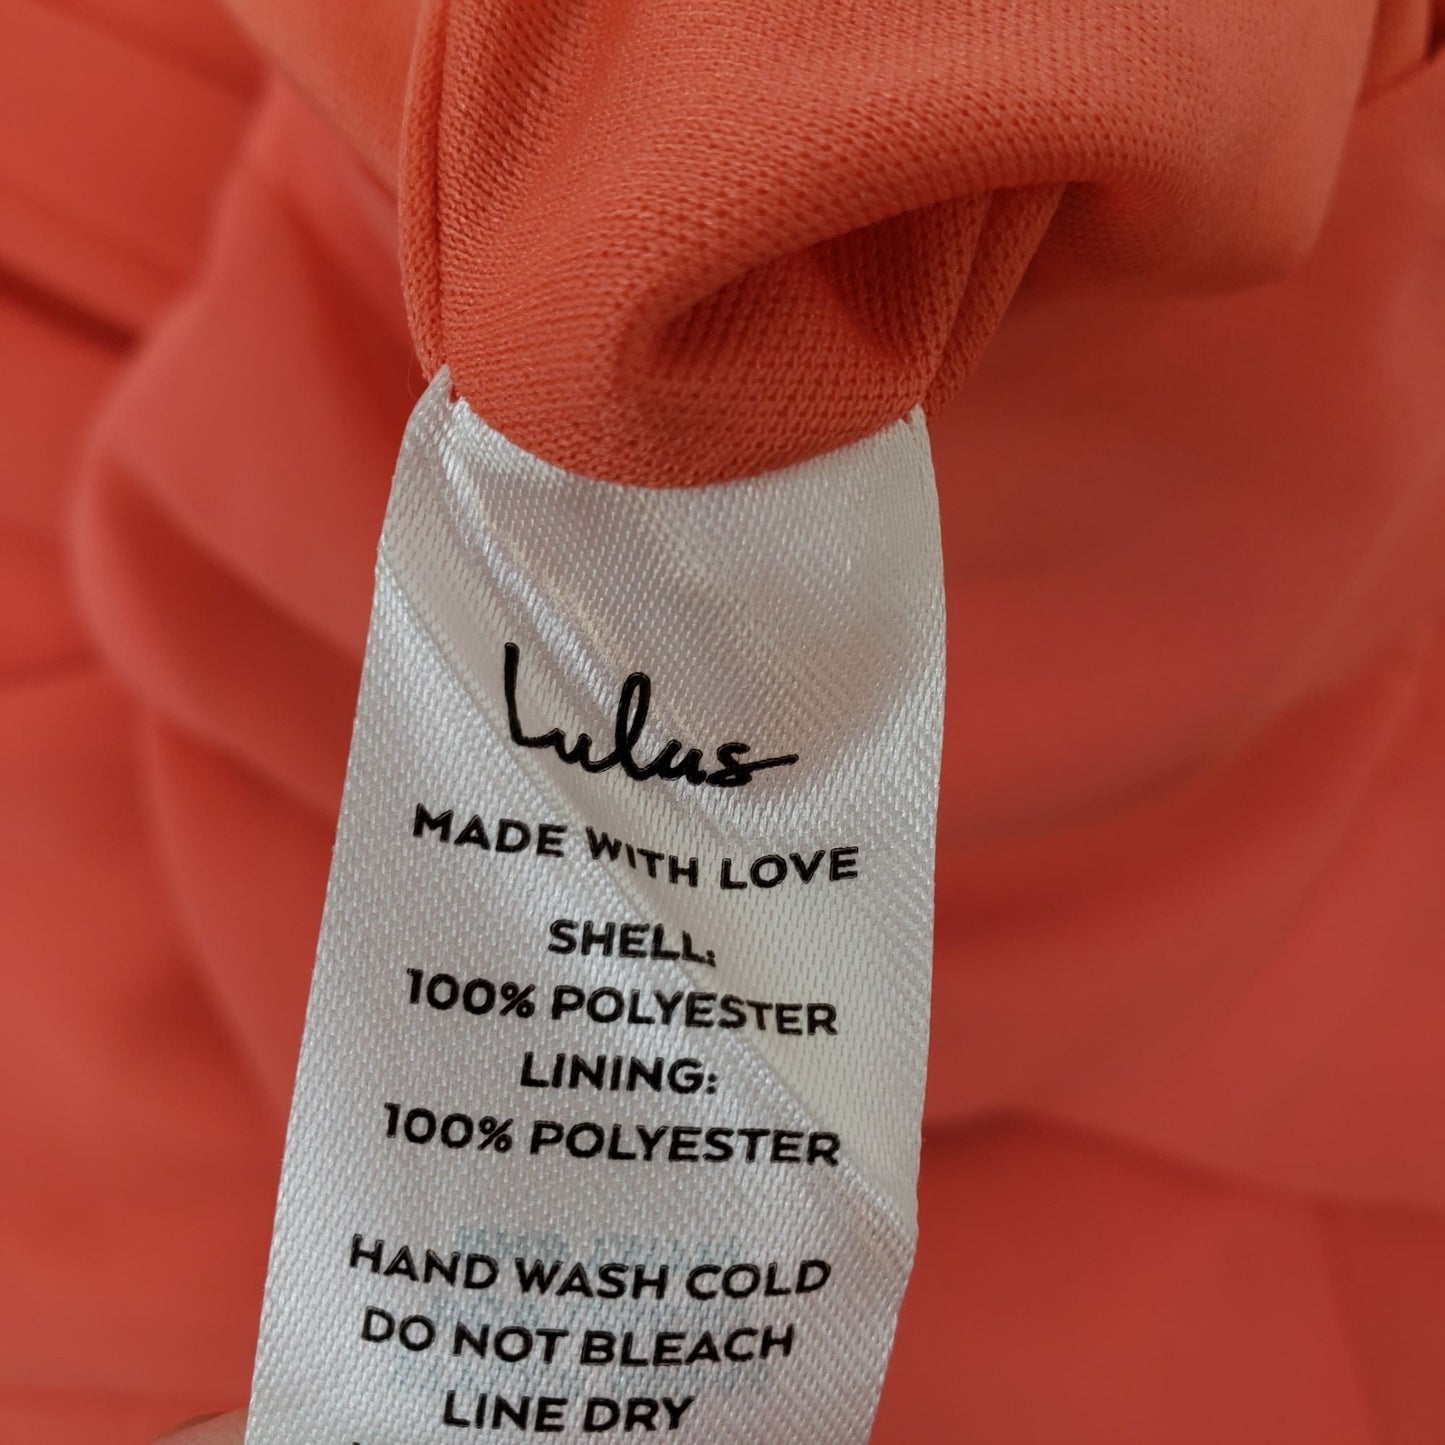 Lulus
MADE WITH LOVE
SHELL:
100% POLYESTER
LINING:
100% POLYESTER
HAND WASH COLD
DO NOT BLEACH
LINE DRY